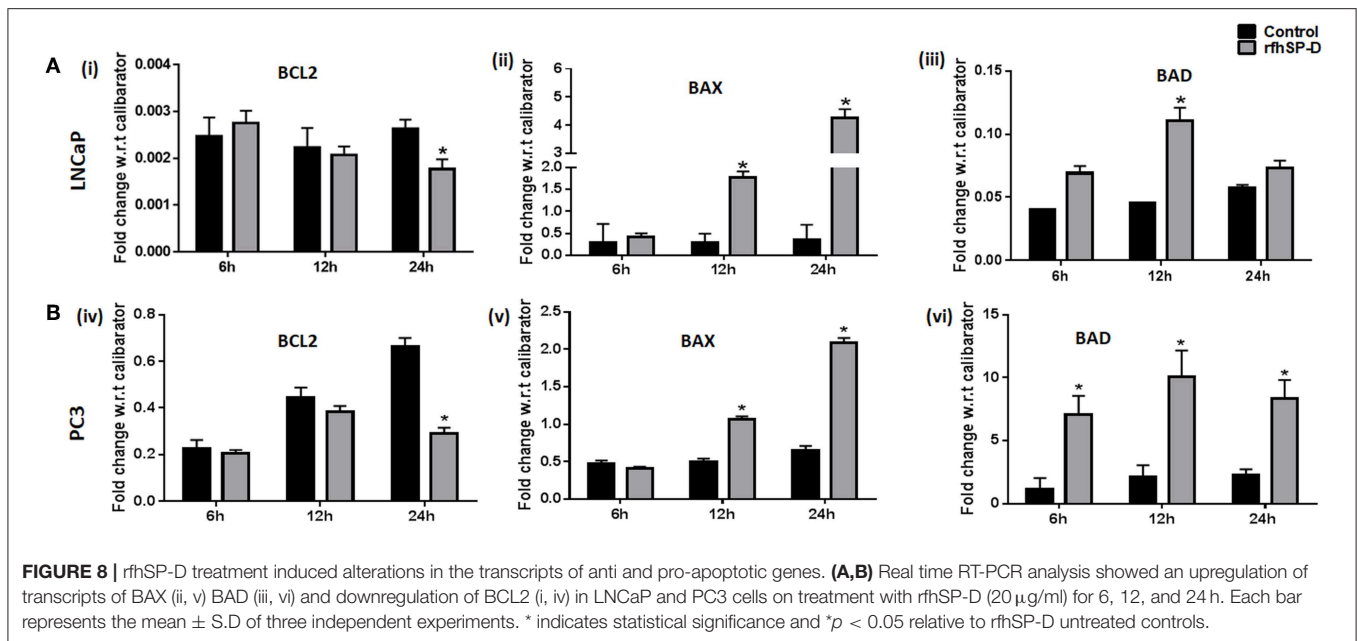 Control
rfhSP-D
A
(i)
BCL2
Fold change w.r.t calibarator
0.004
0.003
0.002
0.001
0.000
*
6h 12h 24h
(ii)
BAX
Fold change w.r.t calibarator
6
5
4
3
2
2.0
1.5
1.0
0.5
0.0
*
*
6h 12h 24h
(iii)
BAD
Fold change w.r.t calibarator
0.15
0.10
0.05
0.00
*
6h 12h 24h
LNCaP
B
(iv)
BCL2
Fold change w.r.t calibarator
0.8
0.6
0.4
0.2
0.0
*
6h 12h 24h
(v)
BAX
Fold change w.r.t calibarator
2.5
2.0
1.5
1.0
0.5
0.0
*
*
6h 12h 24h
(vi)
BAD
Fold change w.r.t calibarator
15
10
5
0
*
*
*
6h 12h 24h
PC3
FIGURE 8 | rfhSP-D treatment induced alterations in the transcripts of anti and pro-apoptotic genes. (A,B) Real time RT-PCR analysis showed an upregulation of
transcripts of BAX (ii, v) BAD (iii, vi) and downregulation of BCL2 (i, iv) in LNCaP and PC3 cells on treatment with rfhSP-D (20 μg/ml) for 6, 12, and 24 h. Each bar
represents the mean ± S.D of three independent experiments. * indicates statistical significance and *p < 0.05 relative to rfhSP-D untreated controls.